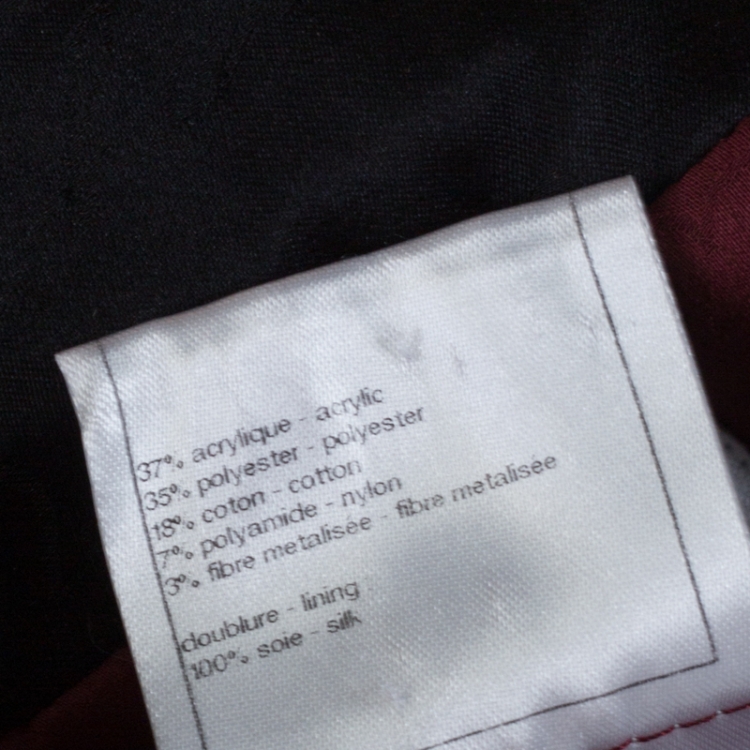 37% acrylique - acrylic
35% polyester - polyester
18% coton - cotton
7% polyamide - nylon
3% fibre metalisée - fibre metalisée
doublure - lining
100% soie - silk